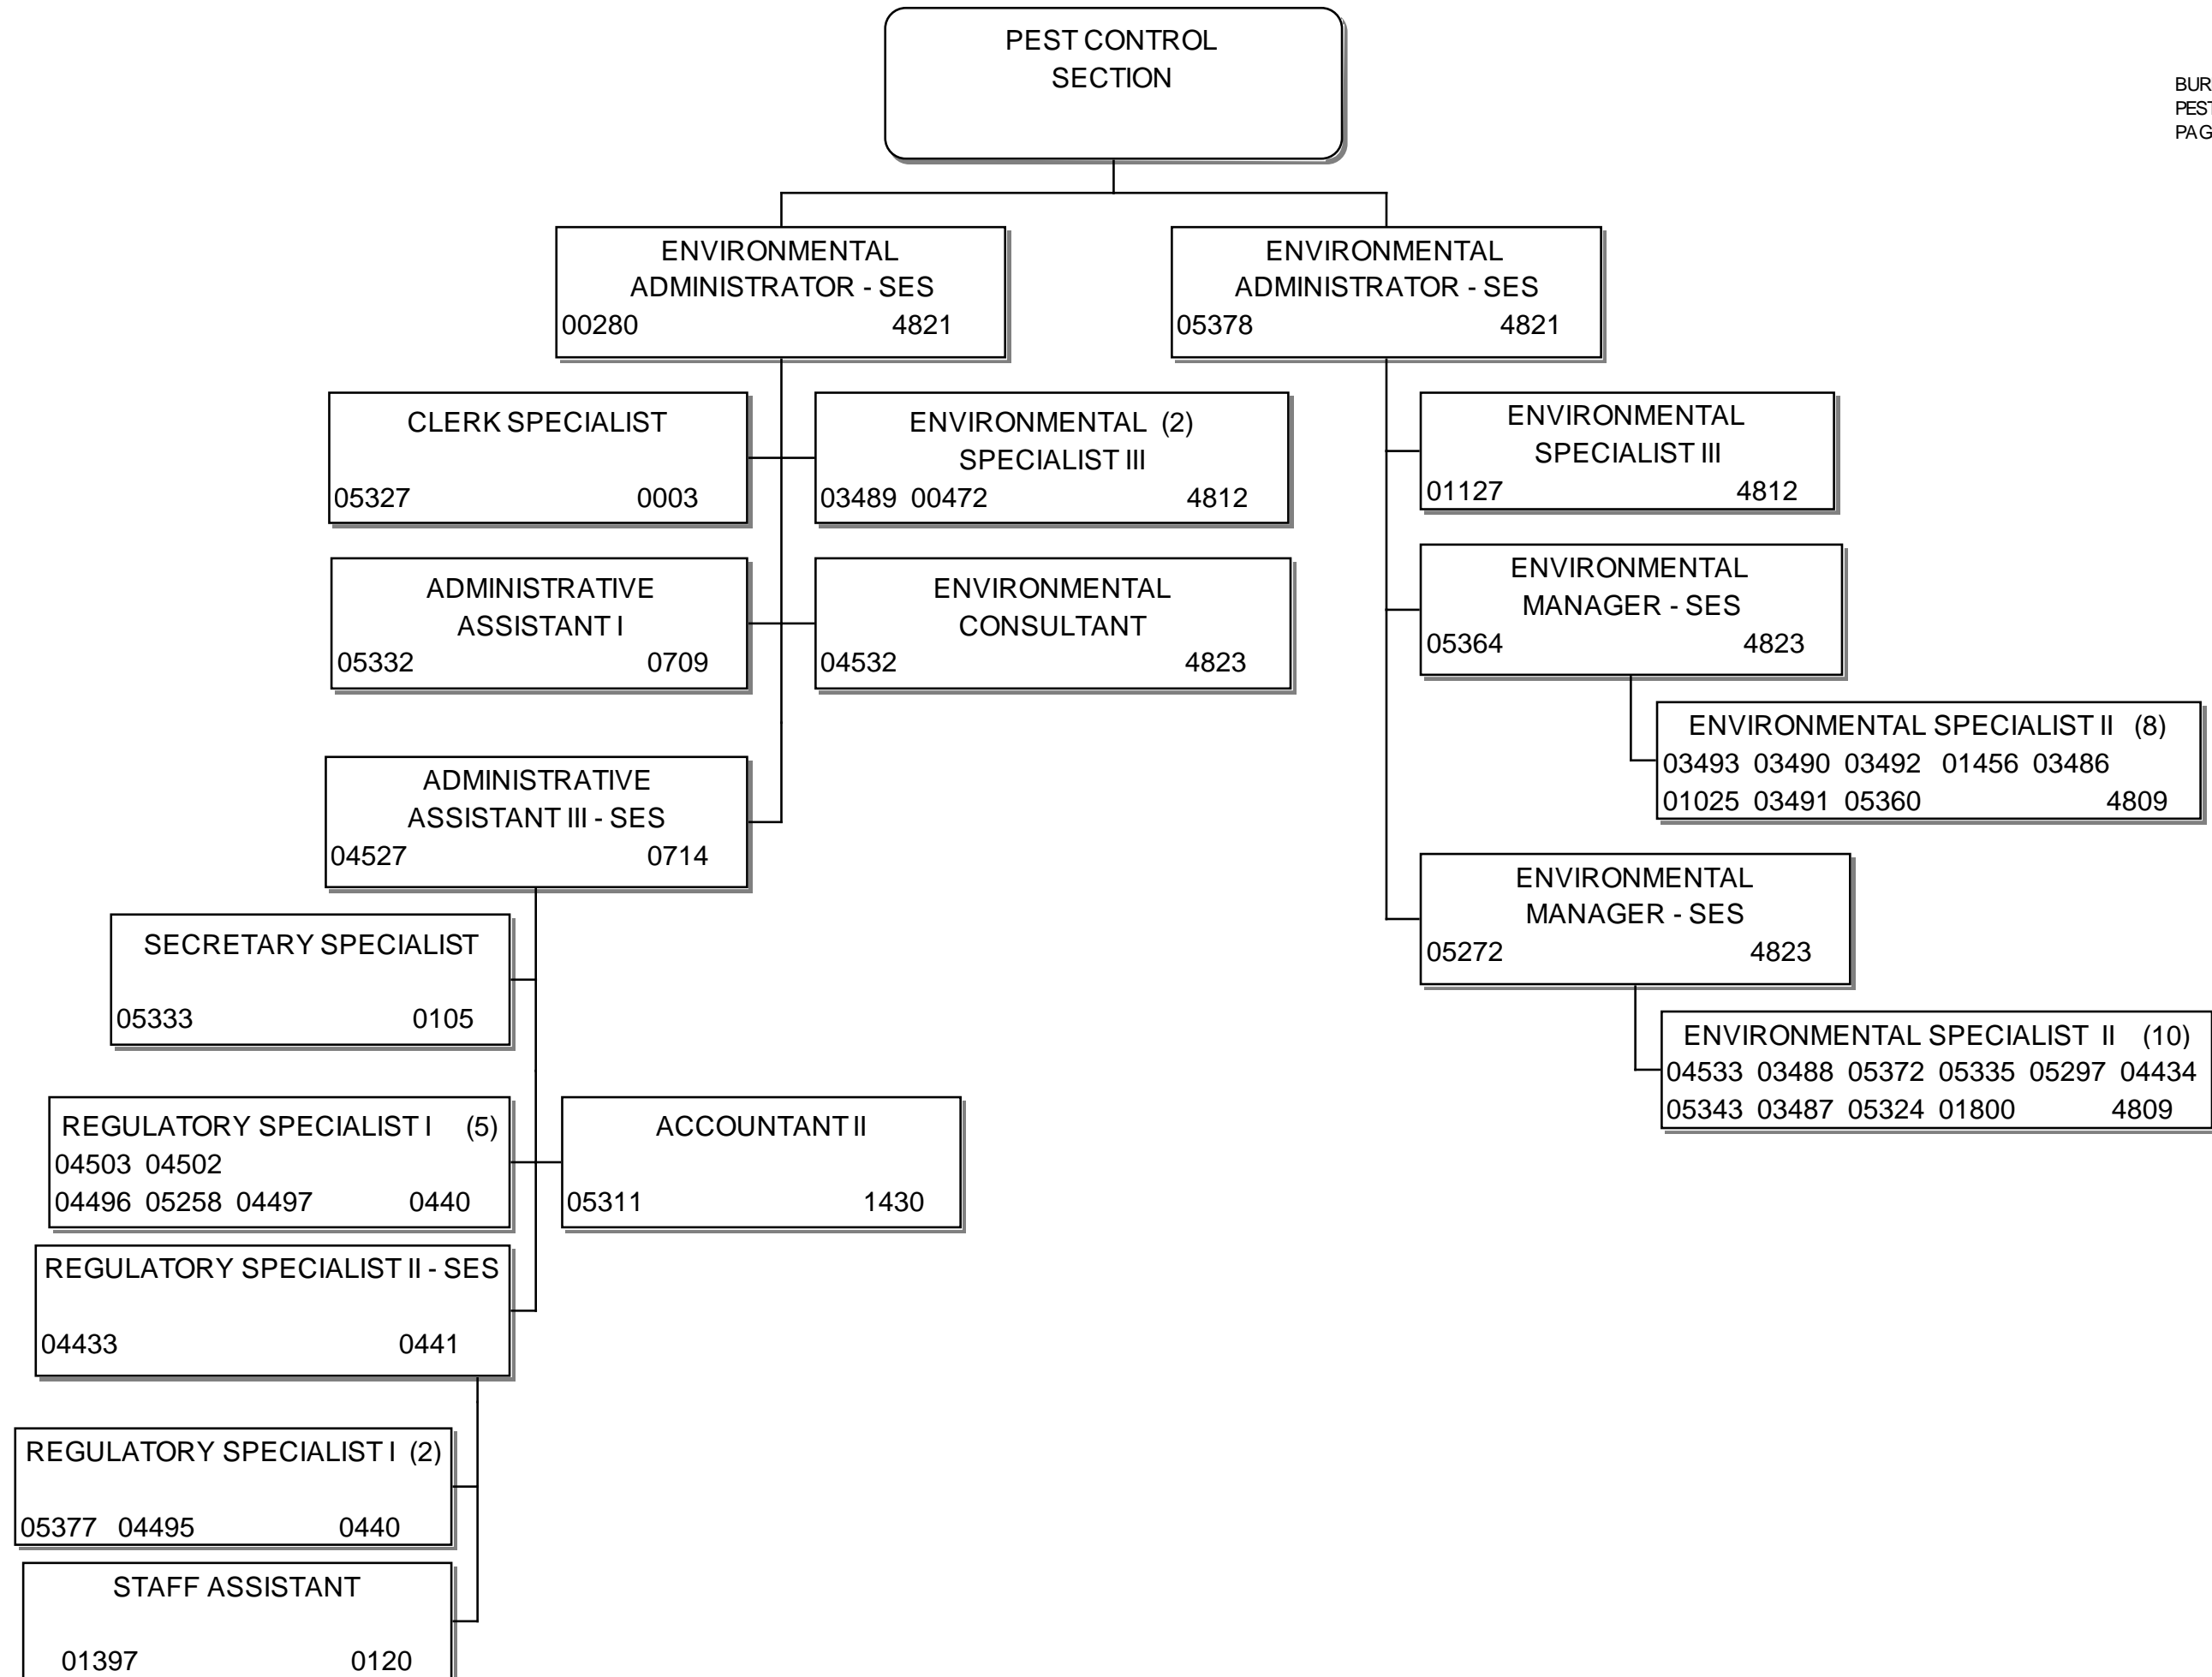 PEST CONTROL
SECTION
BUR
PEST
PAG
ENVIRONMENTAL
ADMINISTRATOR - SES
00280 4821
ENVIRONMENTAL
ADMINISTRATOR - SES
05378 4821
CLERK SPECIALIST
05327 0003
ENVIRONMENTAL (2)
SPECIALIST III
03489 00472 4812
ENVIRONMENTAL
SPECIALIST III
01127 4812
ADMINISTRATIVE
ASSISTANT I
05332 0709
ENVIRONMENTAL
CONSULTANT
04532 4823
ENVIRONMENTAL
MANAGER - SES
05364 4823
ENVIRONMENTAL SPECIALIST II (8)
03493 03490 03492 01456 03486
01025 03491 05360 4809
ADMINISTRATIVE
ASSISTANT III - SES
04527 0714
ENVIRONMENTAL
MANAGER - SES
05272 4823
SECRETARY SPECIALIST
05333 0105
ENVIRONMENTAL SPECIALIST II (10)
04533 03488 05372 05335 05297 04434
05343 03487 05324 01800 4809
REGULATORY SPECIALIST I (5)
04503 04502
04496 05258 04497 0440
ACCOUNTANT II
05311 1430
REGULATORY SPECIALIST II - SES
04433 0441
REGULATORY SPECIALIST I (2)
05377 04495 0440
STAFF ASSISTANT
01397 0120